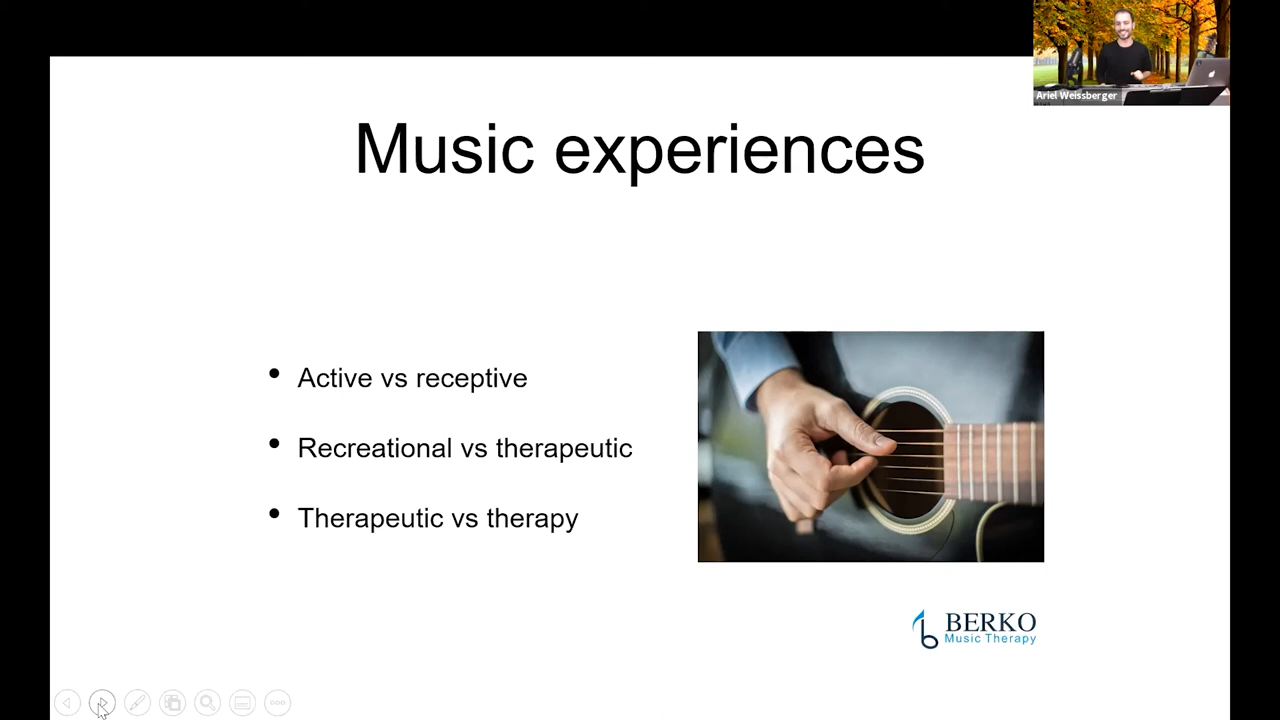 Ariel Weissberger
Music experiences
• Active vs receptive
• Recreational vs therapeutic
• Therapeutic vs therapy
BERKO
Music Therapy